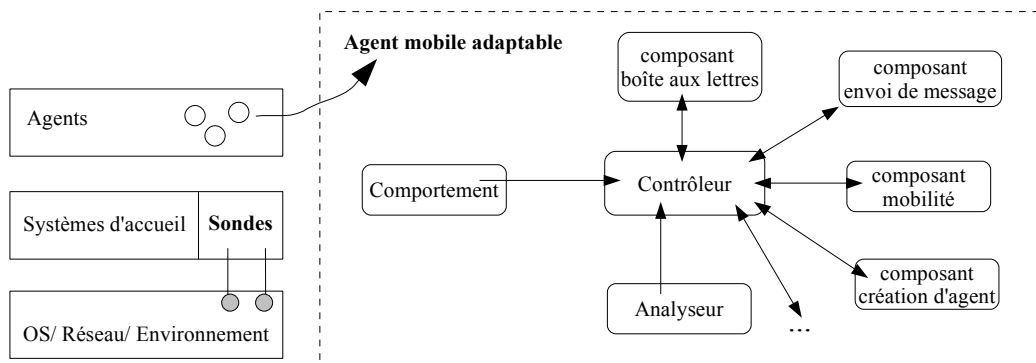 Agent mobile adaptable
composant
boîte aux lettres
composant
envoi de message
Agents
Comportement
Contrôleur
composant
mobilité
Systèmes d'accueil
Sondes
composant
création d'agent
Analyseur
...
OS/ Réseau/ Environnement